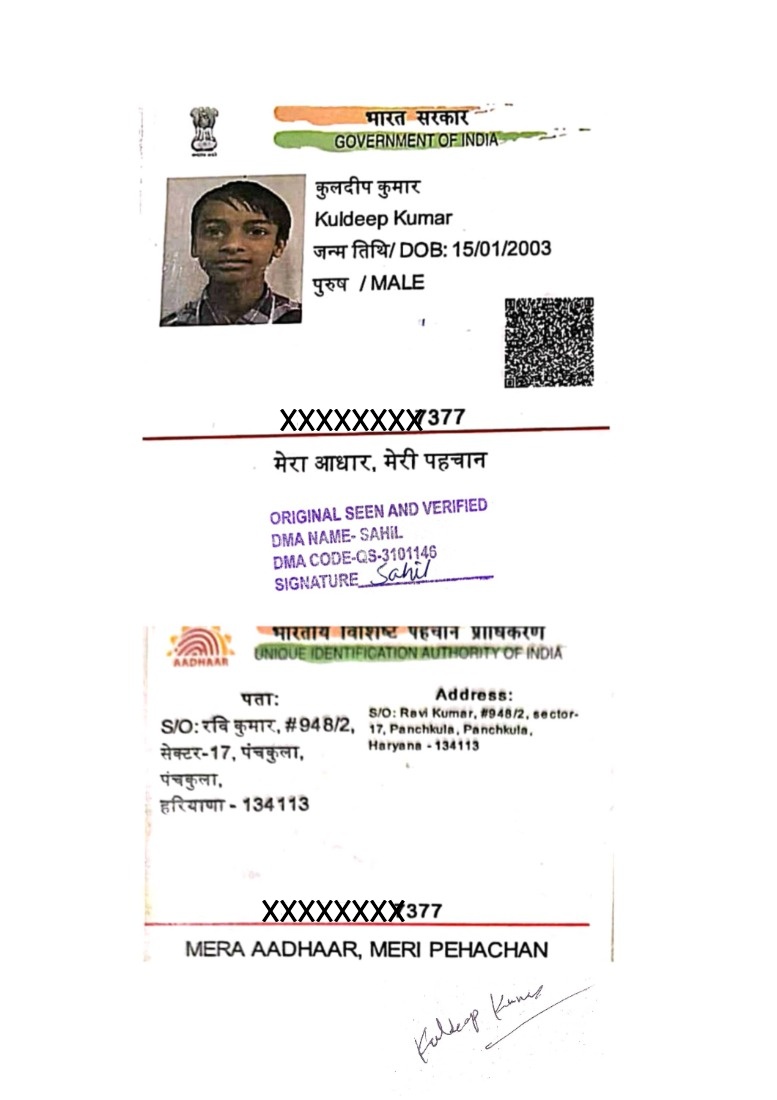 भारत सरकार
GOVERNMENT OF INDIA
कुलदीप कुमार
Kuldeep Kumar
जन्म तिथि/ DOB: 15/01/2003
पुरुष / MALE
XXXXXXXX7377
मेरा आधार, मेरी पहचान
ORIGINAL SEEN AND VERIFIED
DMA NAME- SAHIL
DMA CODE-QS-3101146
SIGNATURE Sahil
भारतीय विशिष्ट पहचान प्राधिकरण
AADHAAR
UNIQUE IDENTIFICATION AUTHORITY OF INDIA
पता:
S/O: रवि कुमार, #948/2,
सेक्टर-17, पंचकुला,
पंचकुला,
हरियाणा - 134113
Address:
S/O: Ravi Kumar, #948/2, sector-
17, Panchkula, Panchkula,
Haryana - 134113
XXXXXXXX7377
MERA AADHAAR, MERI PEHACHAN
Kuldeep Kumar